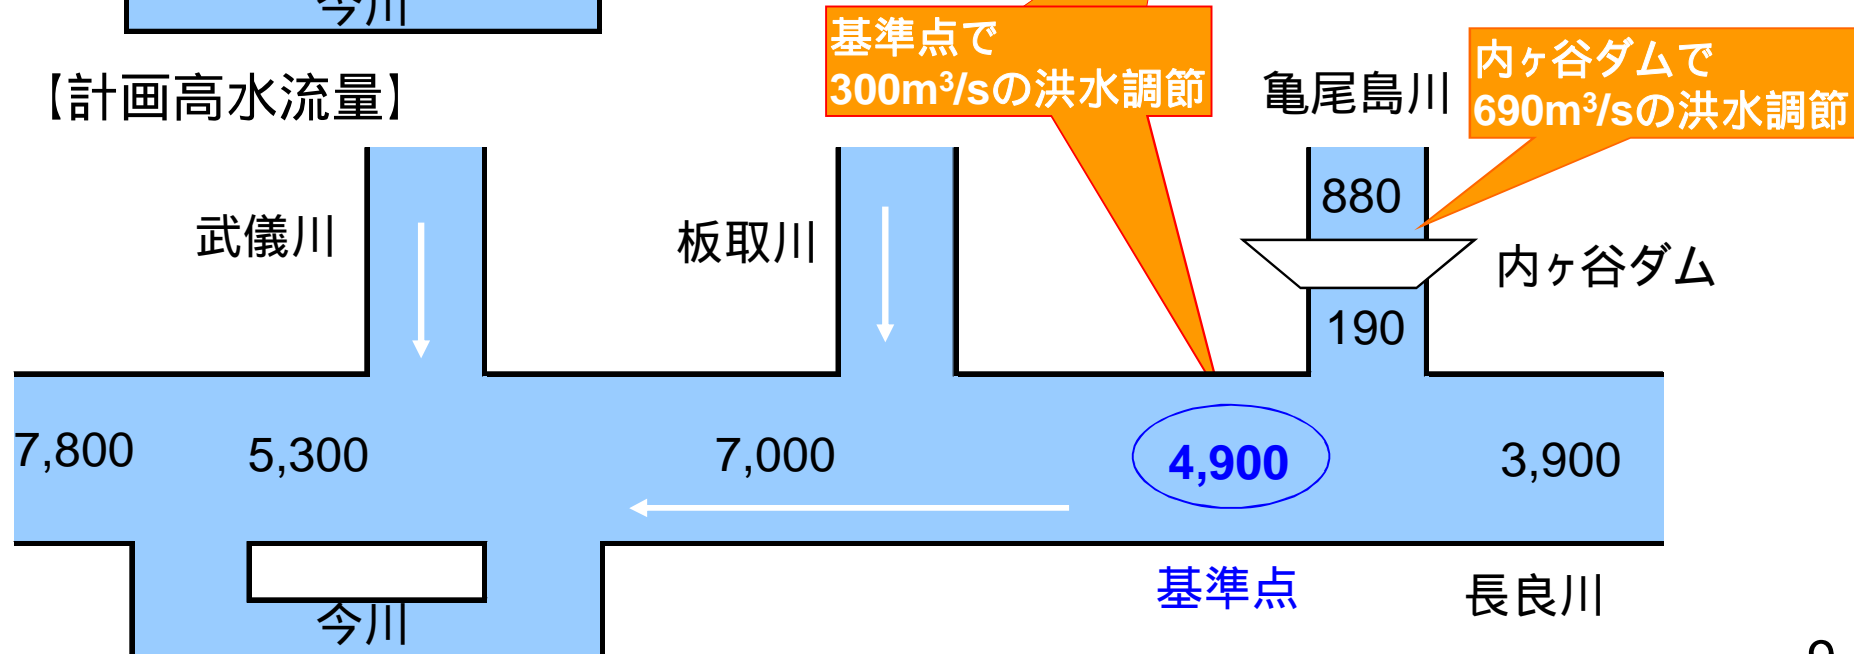 今川
基準点で
300m³/sの洪水調節
内ヶ谷ダムで
690m³/sの洪水調節
【計画高水流量】
亀尾島川
武儀川
板取川
880
内ヶ谷ダム
190
7,800
5,300
7,000
4,900
3,900
基準点
長良川
今川